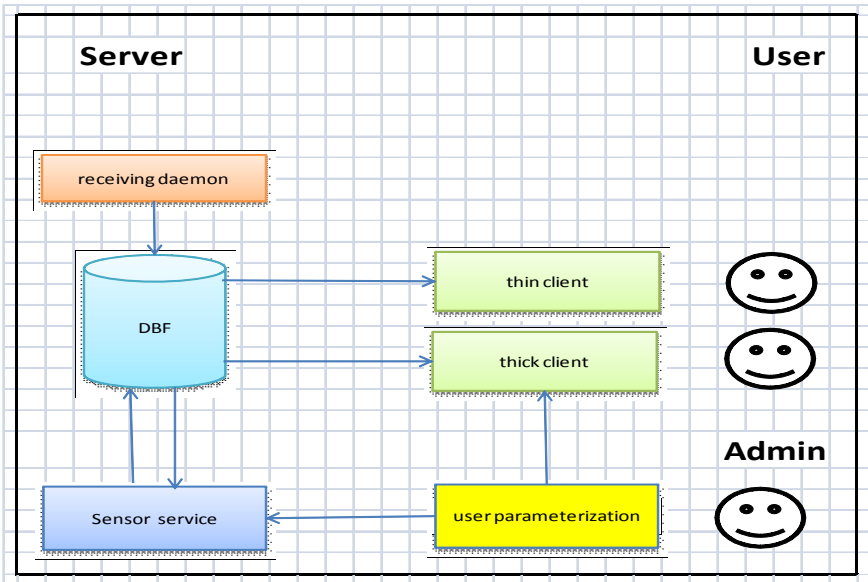 Server
User
receiving daemon
thin client
DBF
thick client
Admin
Sensor service
user parameterization